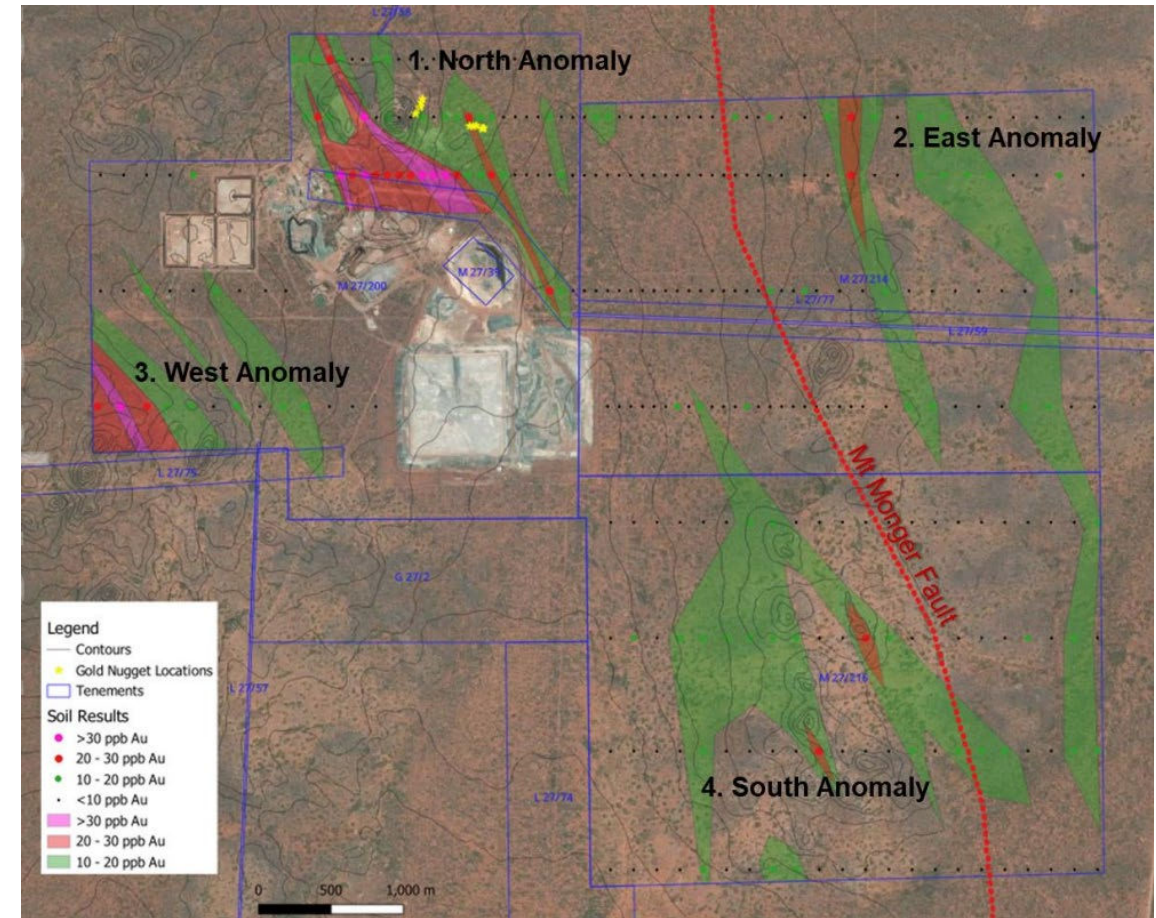 L 27/58
1. North Anomaly
2. East Anomaly
M 27/39
M 27/200
M 27/214
L 27/77
L 27/59
3. West Anomaly
L 27/75
Mt Monger Fault
G 27/2
M 27/216
L 27/57
4. South Anomaly
L 27/74
Legend
Contours
Gold Nugget Locations
Tenements
Soil Results
>30 ppb Au
20 - 30 ppb Au
10 - 20 ppb Au
<10 ppb Au
>30 ppb Au
20 - 30 ppb Au
10 - 20 ppb Au
0 500 1,000 m